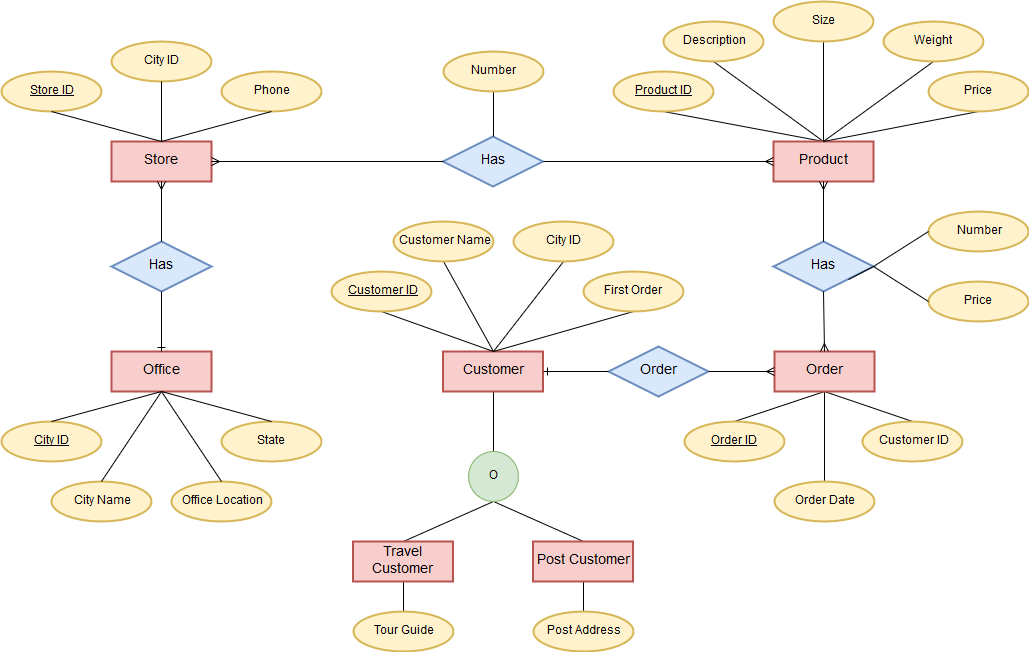 Size
Description
Weight
City ID
Number
Store ID
Phone
Product ID
Price
Store
Has
Product
Customer Name
City ID
Number
Has
Has
Customer ID
First Order
Price
Office
Customer
Order
Order
City ID
State
Order ID
Customer ID
City Name
Office Location
O
Order Date
Travel
Customer
Post Customer
Tour Guide
Post Address